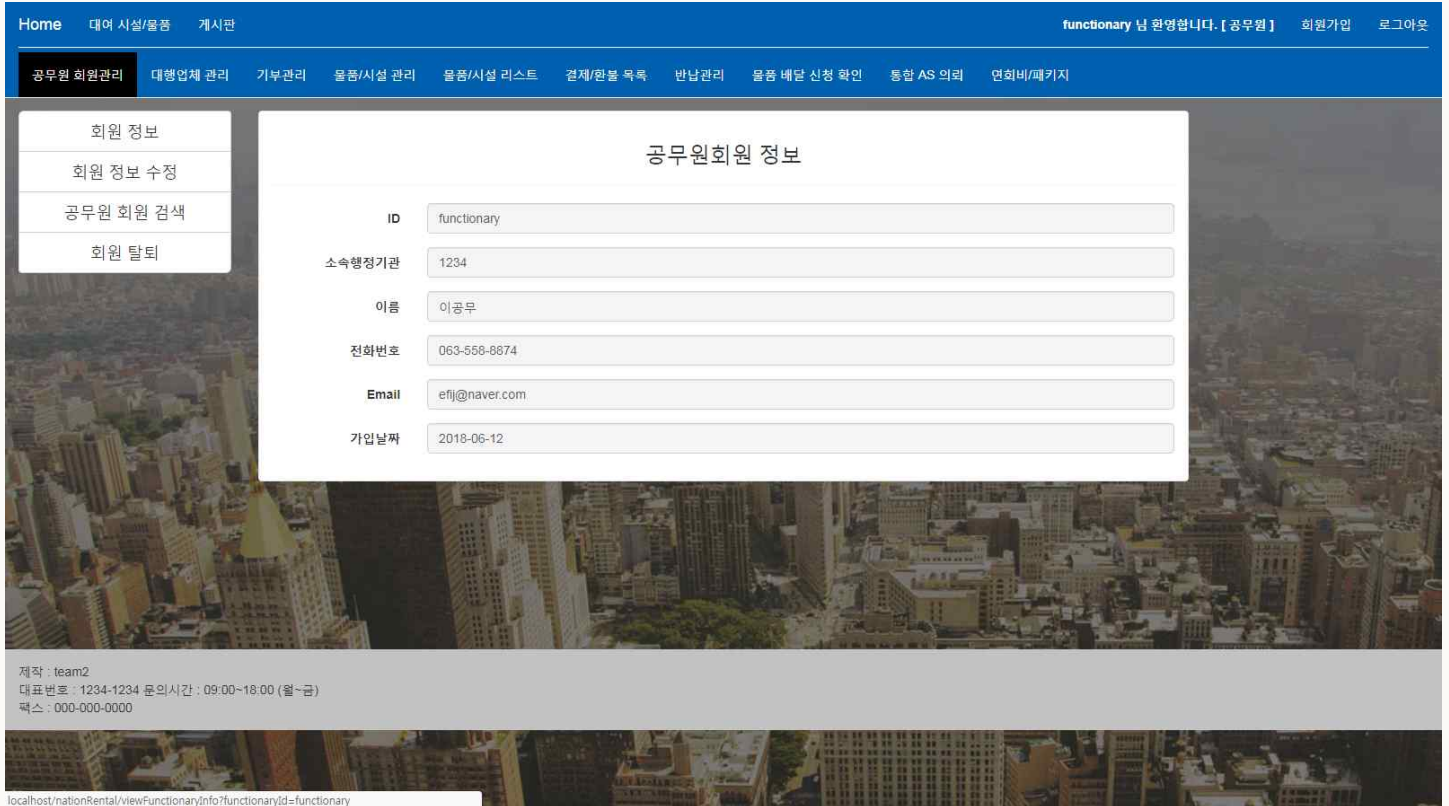 Home 대여 시설/물품 게시판 functionary 님 환영합니다. [ 공무원 ] 회원가입 로그아웃
공무원 회원관리 대행업체 관리 기부관리 물품/시설 관리 물품/시설 리스트 결제/환불 목록 반납관리 물품 배달 신청 확인 통합 AS 의뢰 연회비/패키지
회원 정보
회원 정보 수정
공무원 회원 검색
회원 탈퇴
공무원회원 정보
ID functionary
소속행정기관 1234
이름 이공무
전화번호 063-558-8874
Email efij@naver.com
가입날짜 2018-06-12
제작 : team2
대표번호 : 1234-1234 문의시간 : 09:00~18:00 (월~금)
팩스 : 000-000-0000
localhost/nationRental/viewFunctionaryInfo?functionaryId=functionary